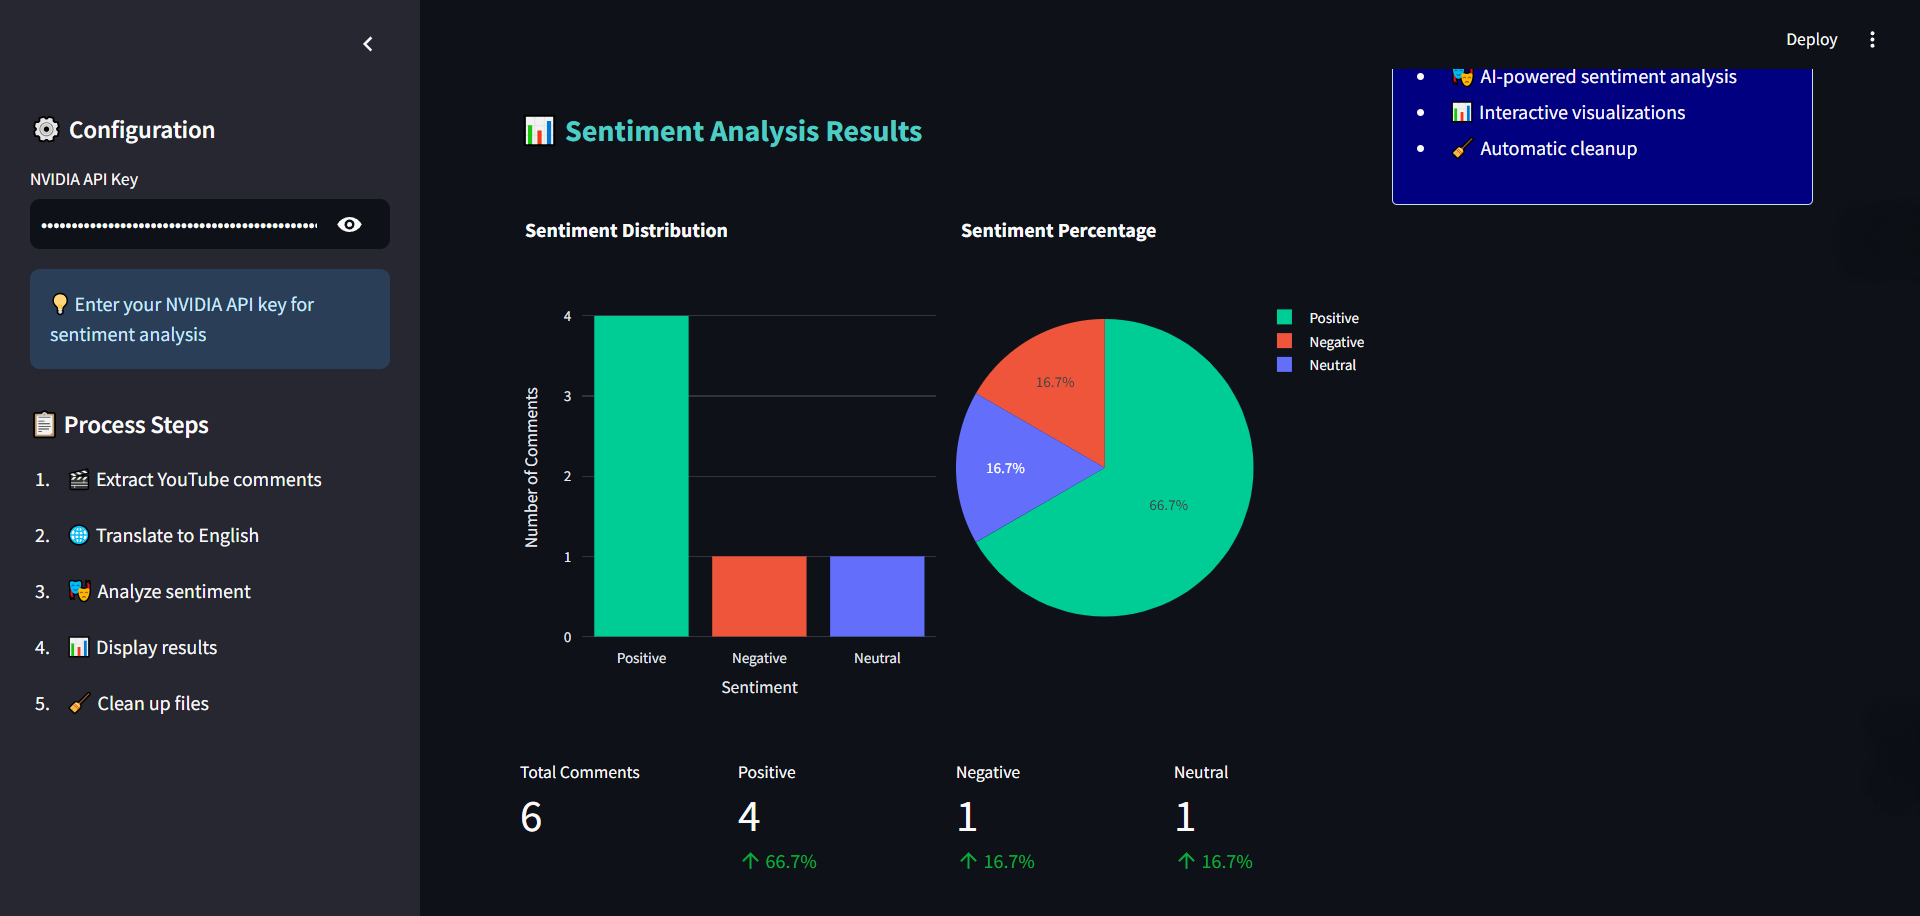 Deploy
Configuration
NVIDIA API Key
Enter your NVIDIA API key for
sentiment analysis
Process Steps
1. Extract YouTube comments
2. Translate to English
3. Analyze sentiment
4. Display results
5. Clean up files
AI-powered sentiment analysis
Interactive visualizations
Automatic cleanup
Sentiment Analysis Results
Sentiment Distribution
Number of Comments
4
3
2
1
0
Positive Negative Neutral
Sentiment
Sentiment Percentage
16.7%
16.7%
66.7%
Positive
Negative
Neutral
Total Comments
6
Positive
4
66.7%
Negative
1
16.7%
Neutral
1
16.7%